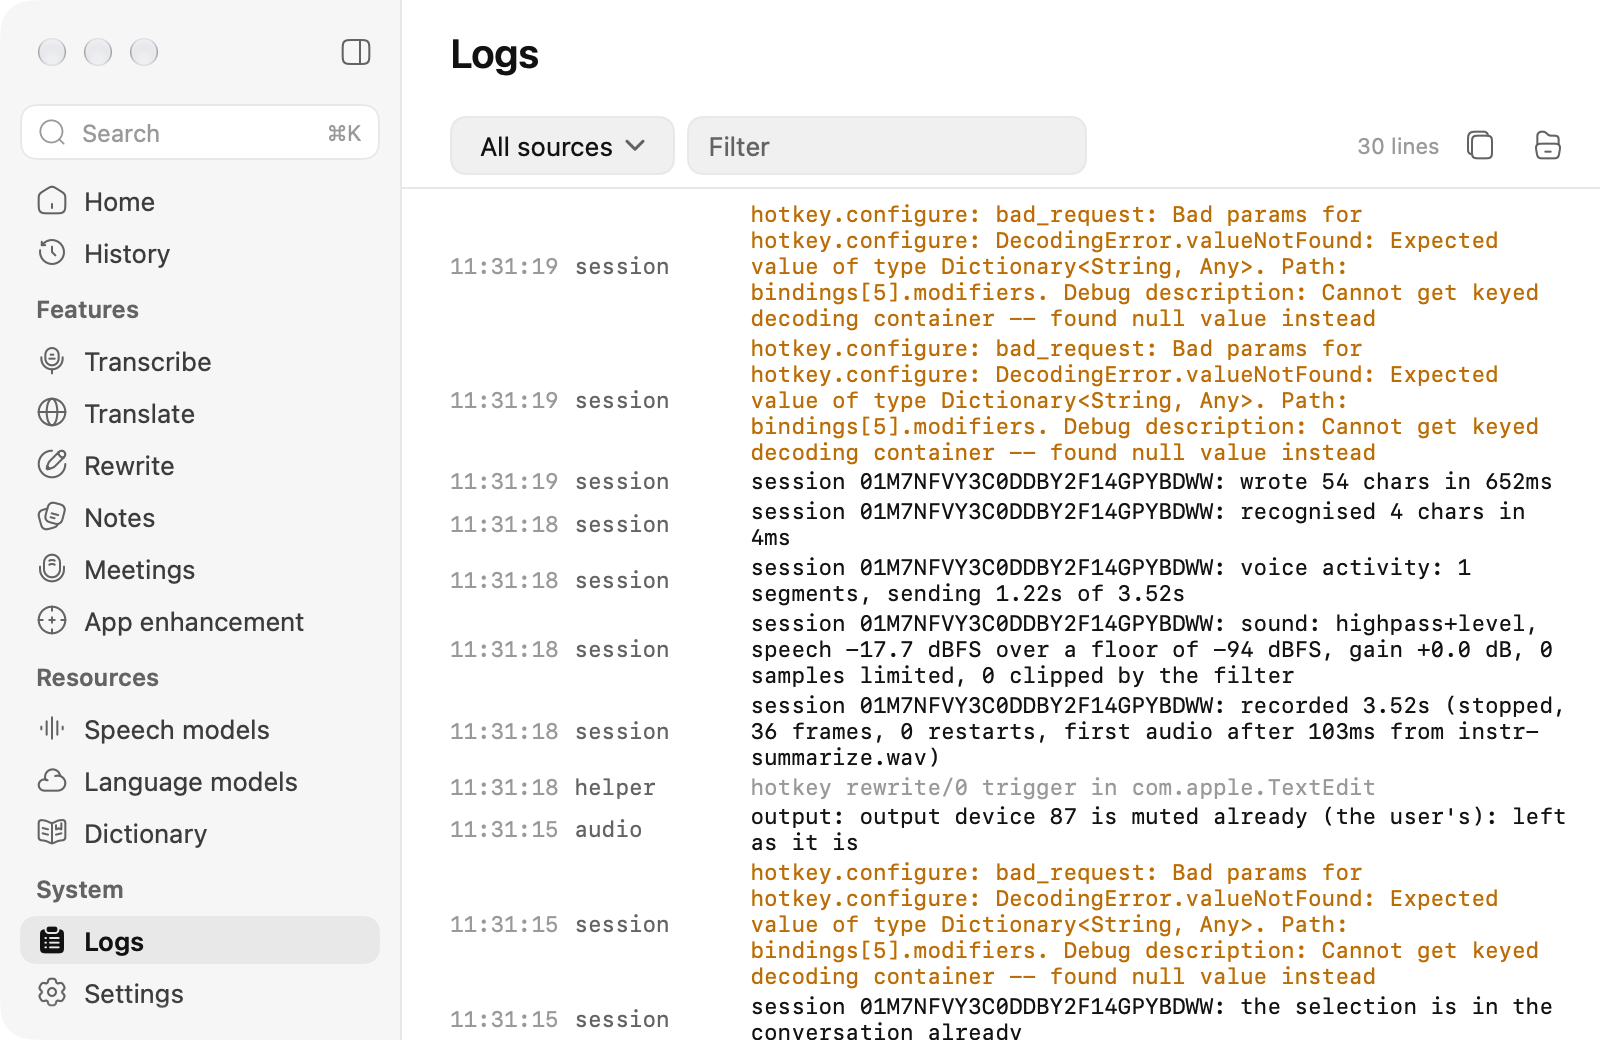 Search ⌘K
Home
History
Features
Transcribe
Translate
Rewrite
Notes
Meetings
App enhancement
Resources
Speech models
Language models
Dictionary
System
Logs
Settings
Logs
All sources
Filter
30 lines
11:31:19 session
hotkey.configure: bad_request: Bad params for
hotkey.configure: DecodingError.valueNotFound: Expected
value of type Dictionary<String, Any>. Path:
bindings[5].modifiers. Debug description: Cannot get keyed
decoding container -- found null value instead
11:31:19 session
hotkey.configure: bad_request: Bad params for
hotkey.configure: DecodingError.valueNotFound: Expected
value of type Dictionary<String, Any>. Path:
bindings[5].modifiers. Debug description: Cannot get keyed
decoding container -- found null value instead
11:31:19 session
session 01M7NFVY3C0DDBY2F14GPYBDWW: wrote 54 chars in 652ms
11:31:18 session
session 01M7NFVY3C0DDBY2F14GPYBDWW: recognised 4 chars in
4ms
11:31:18 session
session 01M7NFVY3C0DDBY2F14GPYBDWW: voice activity: 1
segments, sending 1.22s of 3.52s
11:31:18 session
session 01M7NFVY3C0DDBY2F14GPYBDWW: sound: highpass+level,
speech -17.7 dBFS over a floor of -94 dBFS, gain +0.0 dB, 0
samples limited, 0 clipped by the filter
11:31:18 session
session 01M7NFVY3C0DDBY2F14GPYBDWW: recorded 3.52s (stopped,
36 frames, 0 restarts, first audio after 103ms from instr-
summarize.wav)
11:31:18 helper
hotkey rewrite/0 trigger in com.apple.TextEdit
11:31:15 audio
output: output device 87 is muted already (the user's): left
as it is
11:31:15 session
hotkey.configure: bad_request: Bad params for
hotkey.configure: DecodingError.valueNotFound: Expected
value of type Dictionary<String, Any>. Path:
bindings[5].modifiers. Debug description: Cannot get keyed
decoding container -- found null value instead
11:31:15 session
session 01M7NFVY3C0DDBY2F14GPYBDWW: the selection is in the
conversation already